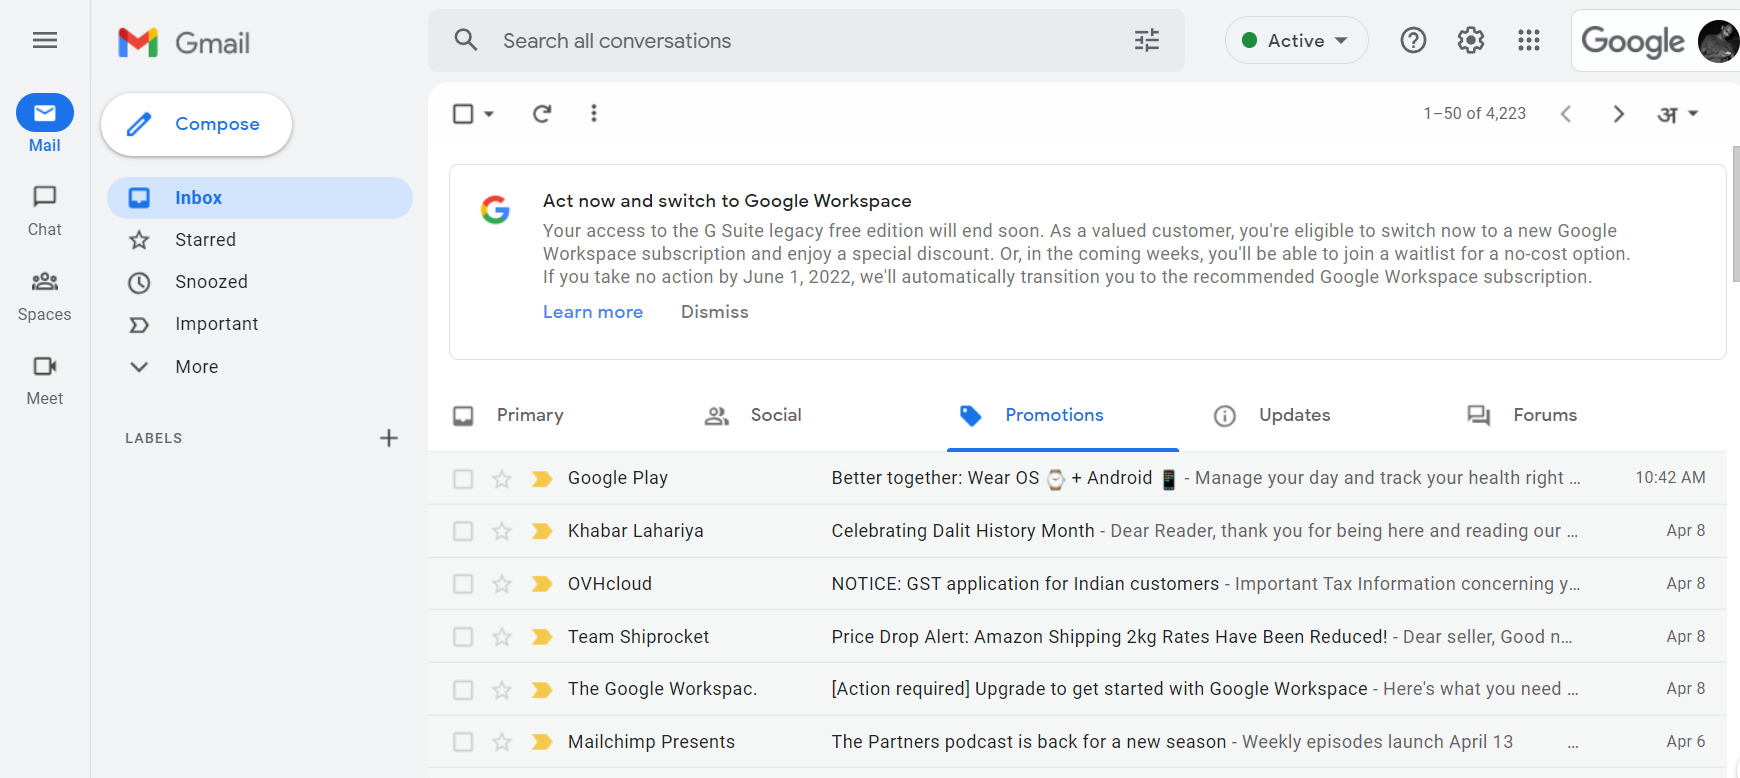 Gmail
Search all conversations
Active
Google
Mail
Chat
Spaces
Meet
Compose
Inbox
Starred
Snoozed
Important
More
LABELS
1–50 of 4,223
अ
Act now and switch to Google Workspace
Your access to the G Suite legacy free edition will end soon. As a valued customer, you're eligible to switch now to a new Google
Workspace subscription and enjoy a special discount. Or, in the coming weeks, you'll be able to join a waitlist for a no-cost option.
If you take no action by June 1, 2022, we'll automatically transition you to the recommended Google Workspace subscription.
Learn more Dismiss
Primary Social Promotions Updates Forums
Google Play Better together: Wear OS ⌚ + Android 📱 - Manage your day and track your health right ... 10:42 AM
Khabar Lahariya Celebrating Dalit History Month - Dear Reader, thank you for being here and reading our ... Apr 8
OVHcloud NOTICE: GST application for Indian customers - Important Tax Information concerning y... Apr 8
Team Shiprocket Price Drop Alert: Amazon Shipping 2kg Rates Have Been Reduced! - Dear seller, Good n... Apr 8
The Google Workspac. [Action required] Upgrade to get started with Google Workspace - Here's what you need ... Apr 8
Mailchimp Presents The Partners podcast is back for a new season - Weekly episodes launch April 13 ... Apr 6